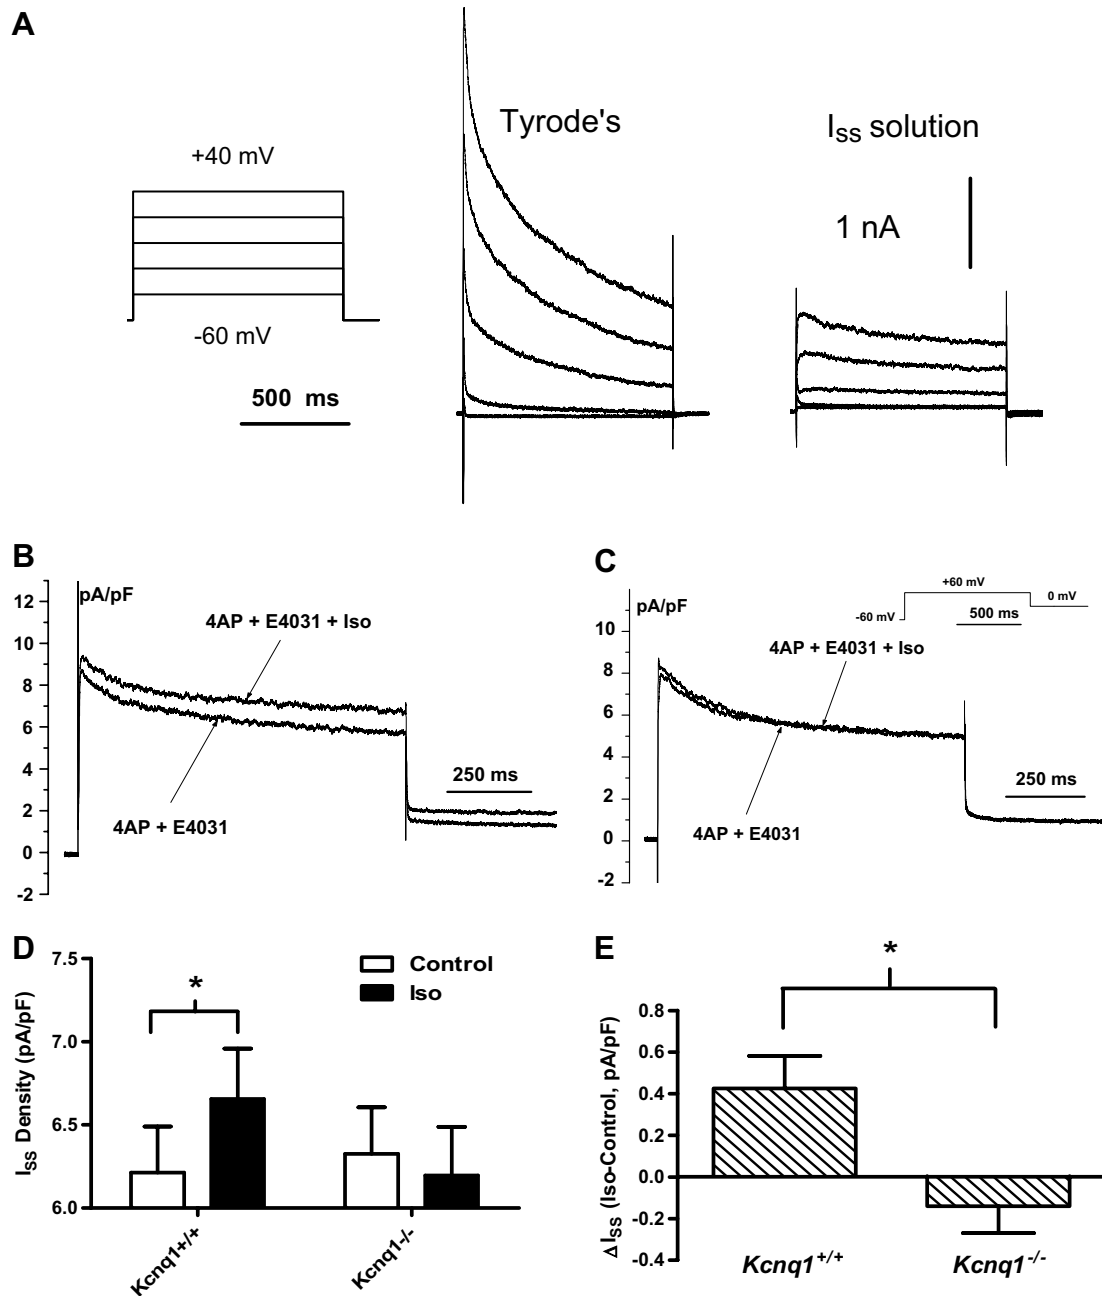 A
Tyrode's
ISS solution
+40 mV
1 nA
-60 mV
500 ms
B
C
pA/pF
12
10
8
6
4
2
0
-2
4AP + E4031 + Iso
4AP + E4031
250 ms
pA/pF
10
8
6
4
2
0
-2
+60 mV
0 mV
-60 mV
500 ms
4AP + E4031 + Iso
4AP + E4031
250 ms
D
7.5
7.0
6.5
6.0
ISS Density (pA/pF)
*
Control
Iso
Kcnq1+/+
Kcnq1-/-
E
*
0.8
0.6
0.4
0.2
0.0
-0.2
-0.4
Δ ISS (Iso-Control, pA/pF)
Kcnq1+/+
Kcnq1-/-